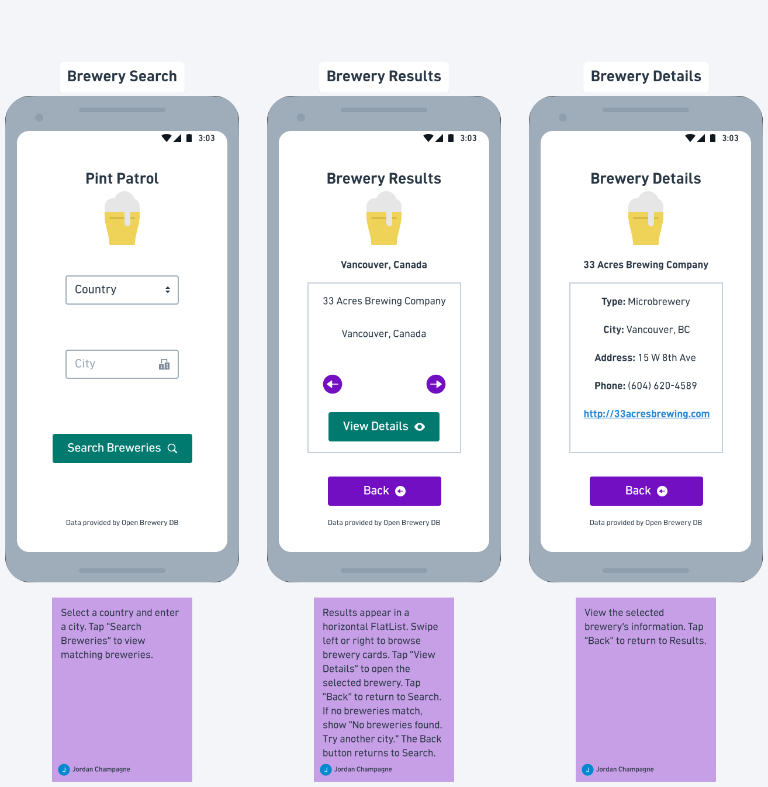 Brewery Search
3:03
Pint Patrol
Country
City
Search Breweries
Data provided by Open Brewery DB
Select a country and enter
a city. Tap "Search
Breweries" to view
matching breweries.
J
Jordan Champagne
Brewery Results
3:03
Brewery Results
Vancouver, Canada
33 Acres Brewing Company
Vancouver, Canada
View Details
Back
Data provided by Open Brewery DB
Results appear in a
horizontal FlatList. Swipe
left or right to browse
brewery cards. Tap "View
Details" to open the
selected brewery. Tap
"Back" to return to Search.
If no breweries match,
show "No breweries found.
Try another city." The Back
button returns to Search.
J
Jordan Champagne
Brewery Details
3:03
Brewery Details
33 Acres Brewing Company
Type: Microbrewery
City: Vancouver, BC
Address: 15 W 8th Ave
Phone: (604) 620-4589
http://33acresbrewing.com
Back
Data provided by Open Brewery DB
View the selected
brewery's information. Tap
"Back" to return to Results.
J
Jordan Champagne